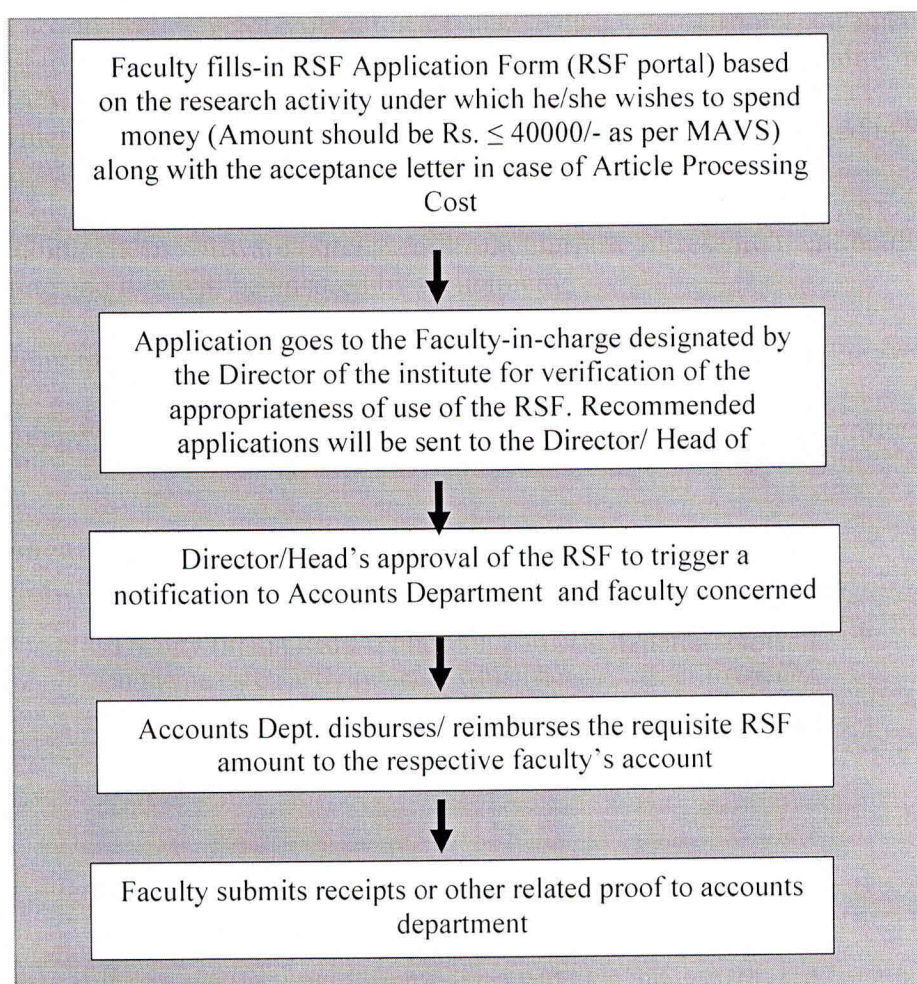 Faculty fills-in RSF Application Form (RSF portal) based
on the research activity under which he/she wishes to spend
money (Amount should be Rs. ≤ 40000/- as per MAVS)
along with the acceptance letter in case of Article Processing
Cost
Application goes to the Faculty-in-charge designated by
the Director of the institute for verification of the
appropriateness of use of the RSF. Recommended
applications will be sent to the Director/ Head of
Director/Head's approval of the RSF to trigger a
notification to Accounts Department and faculty concerned
Accounts Dept. disburses/ reimburses the requisite RSF
amount to the respective faculty's account
Faculty submits receipts or other related proof to accounts
department